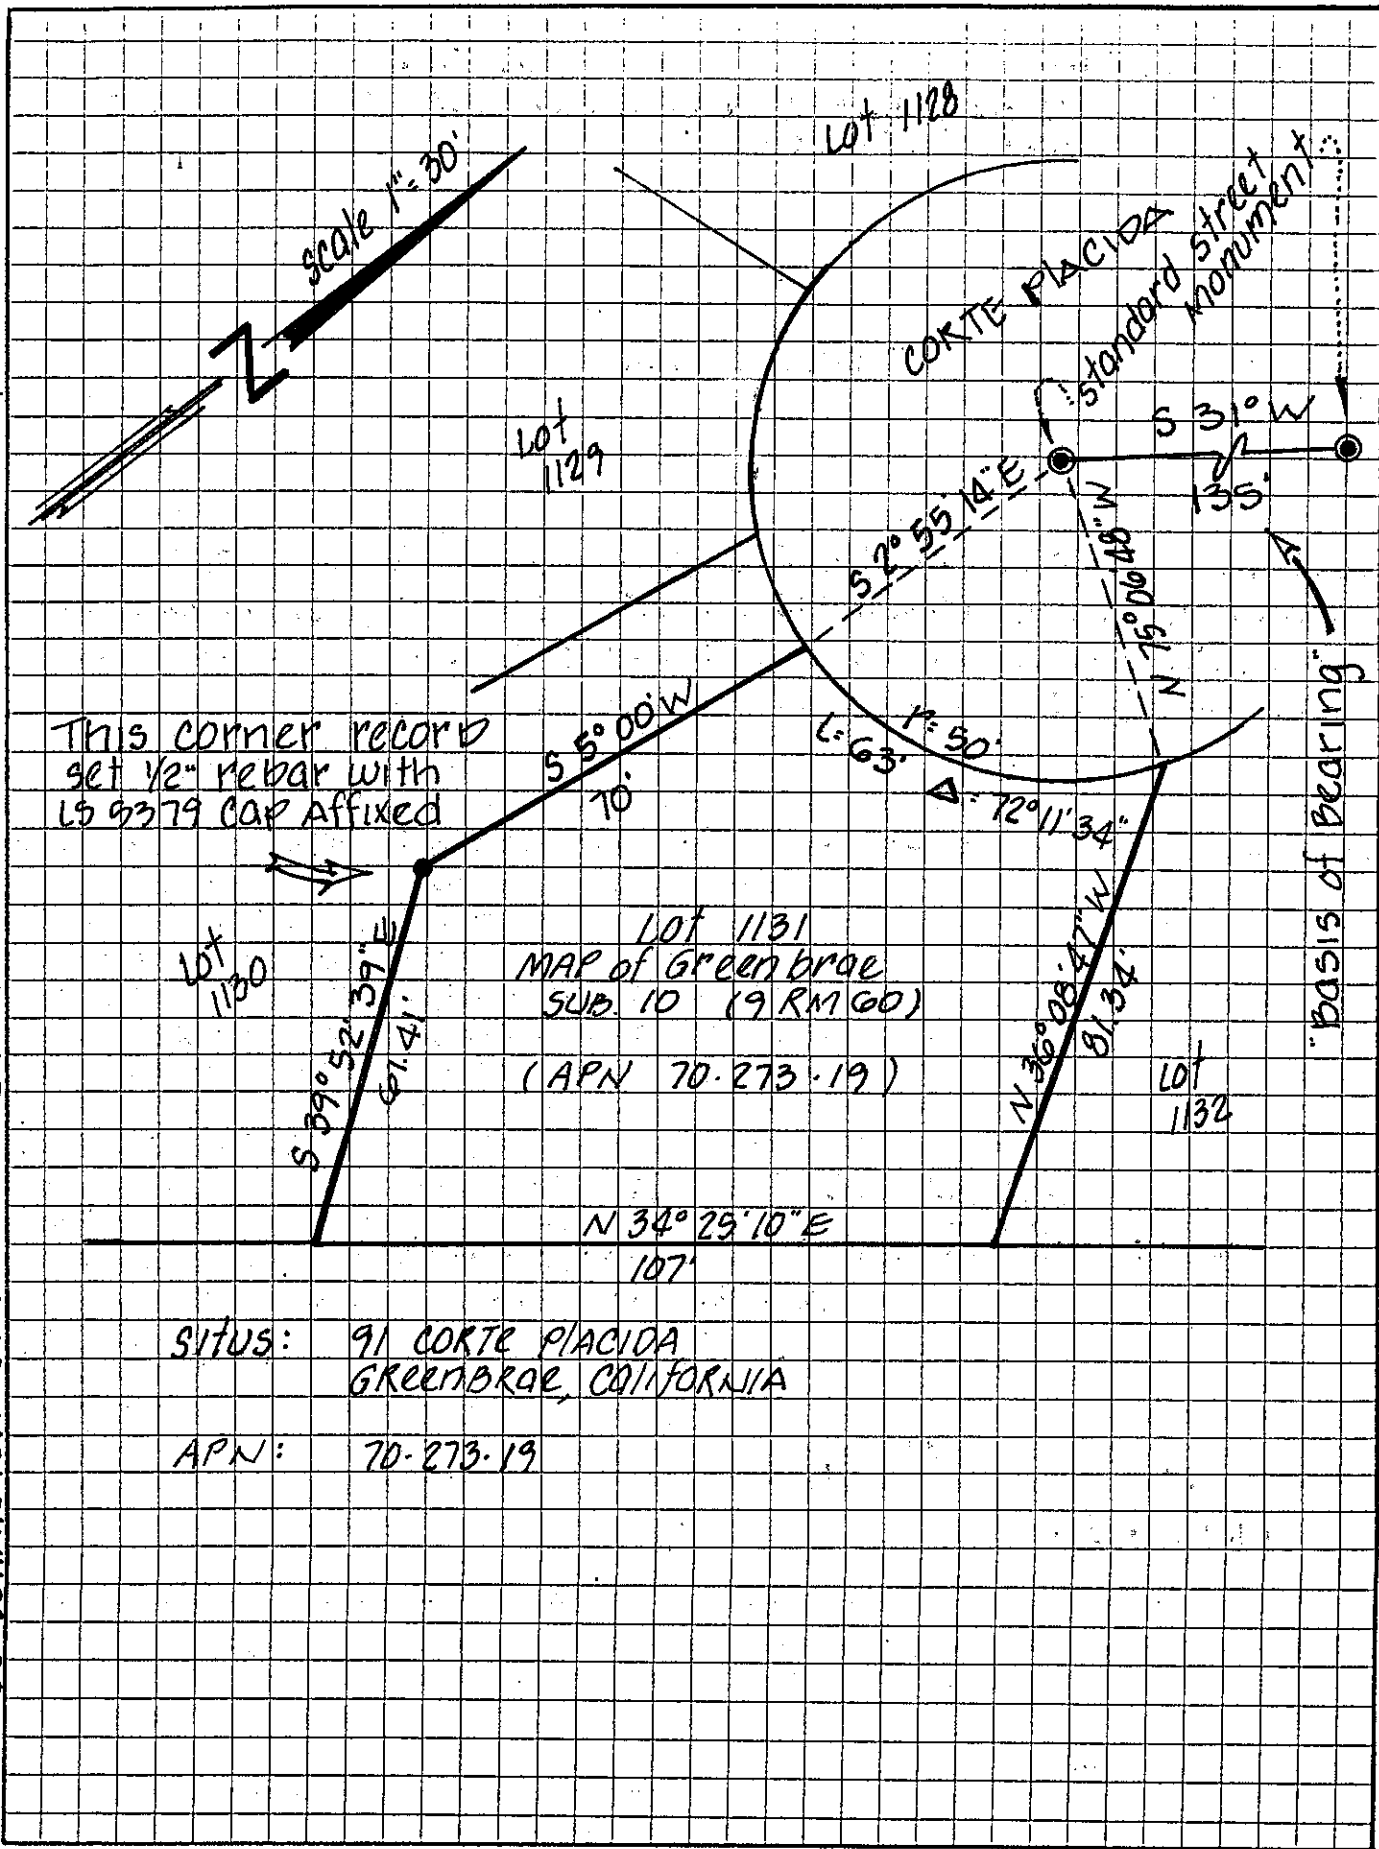 Lot 1128
scale 1"=30'
CORTE PLACIDA
standard street
monument
Lot
1129
S 31° W
135'
S 2° 55' 14" E
N 75° 06' 48" W
"Basis of Bearing"
This corner record
set 1/2" rebar with
LS 5379 cap Affixed
S 5° 00' W
70'
r= 50'
L= 63'
Δ= 72° 11' 34"
Lot
1130
S 39° 52' 39" E
61.41'
Lot 1131
MAP of Greenbrae
SUB. 10 (9 RM 60)
(APN 70-273-19)
N 36° 08' 47" W
81.34'
Lot
1132
N 34° 25' 10" E
107'
SITUS: 91 CORTE PLACIDA
GREENBRAE, CALIFORNIA
APN: 70-273-19